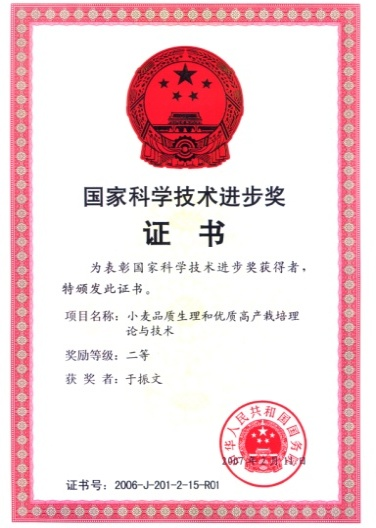 国家科学技术进步奖
证 书
为表彰国家科学技术进步奖获得者，
特颁发此证书。
项目名称：小麦品质生理和优质高产栽培理
论与技术
奖励等级：二等
获 奖 者：于振文
中华人民共和国国务院
证书号：2006-J-201-2-15-R01